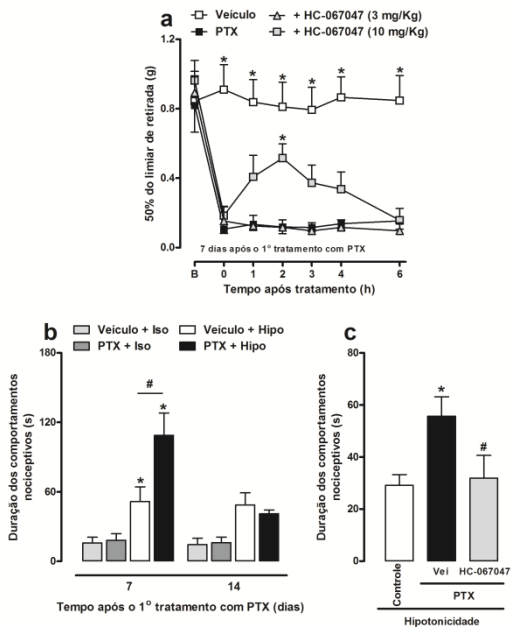 a
Veículo + HC-067047 (3 mg/Kg)
PTX + HC-067047 (10 mg/Kg)
50% do limiar de retirada (g)
1.2
0.8
0.4
0.0
* * * * * *
*
7 dias após o 1º tratamento com PTX
B 0 1 2 3 4 6
Tempo após tratamento (h)
b
Veículo + Iso Veículo + Hipo
PTX + Iso PTX + Hipo
Duração dos comportamentos
nociceptivos (s)
180
120
60
0
#
*
*
7 14
Tempo após o 1º tratamento com PTX (dias)
c
Duração dos comportamentos
nociceptivos (s)
80
60
40
20
0
*
#
Controle
Vei HC-067047
PTX
Hipotonicidade